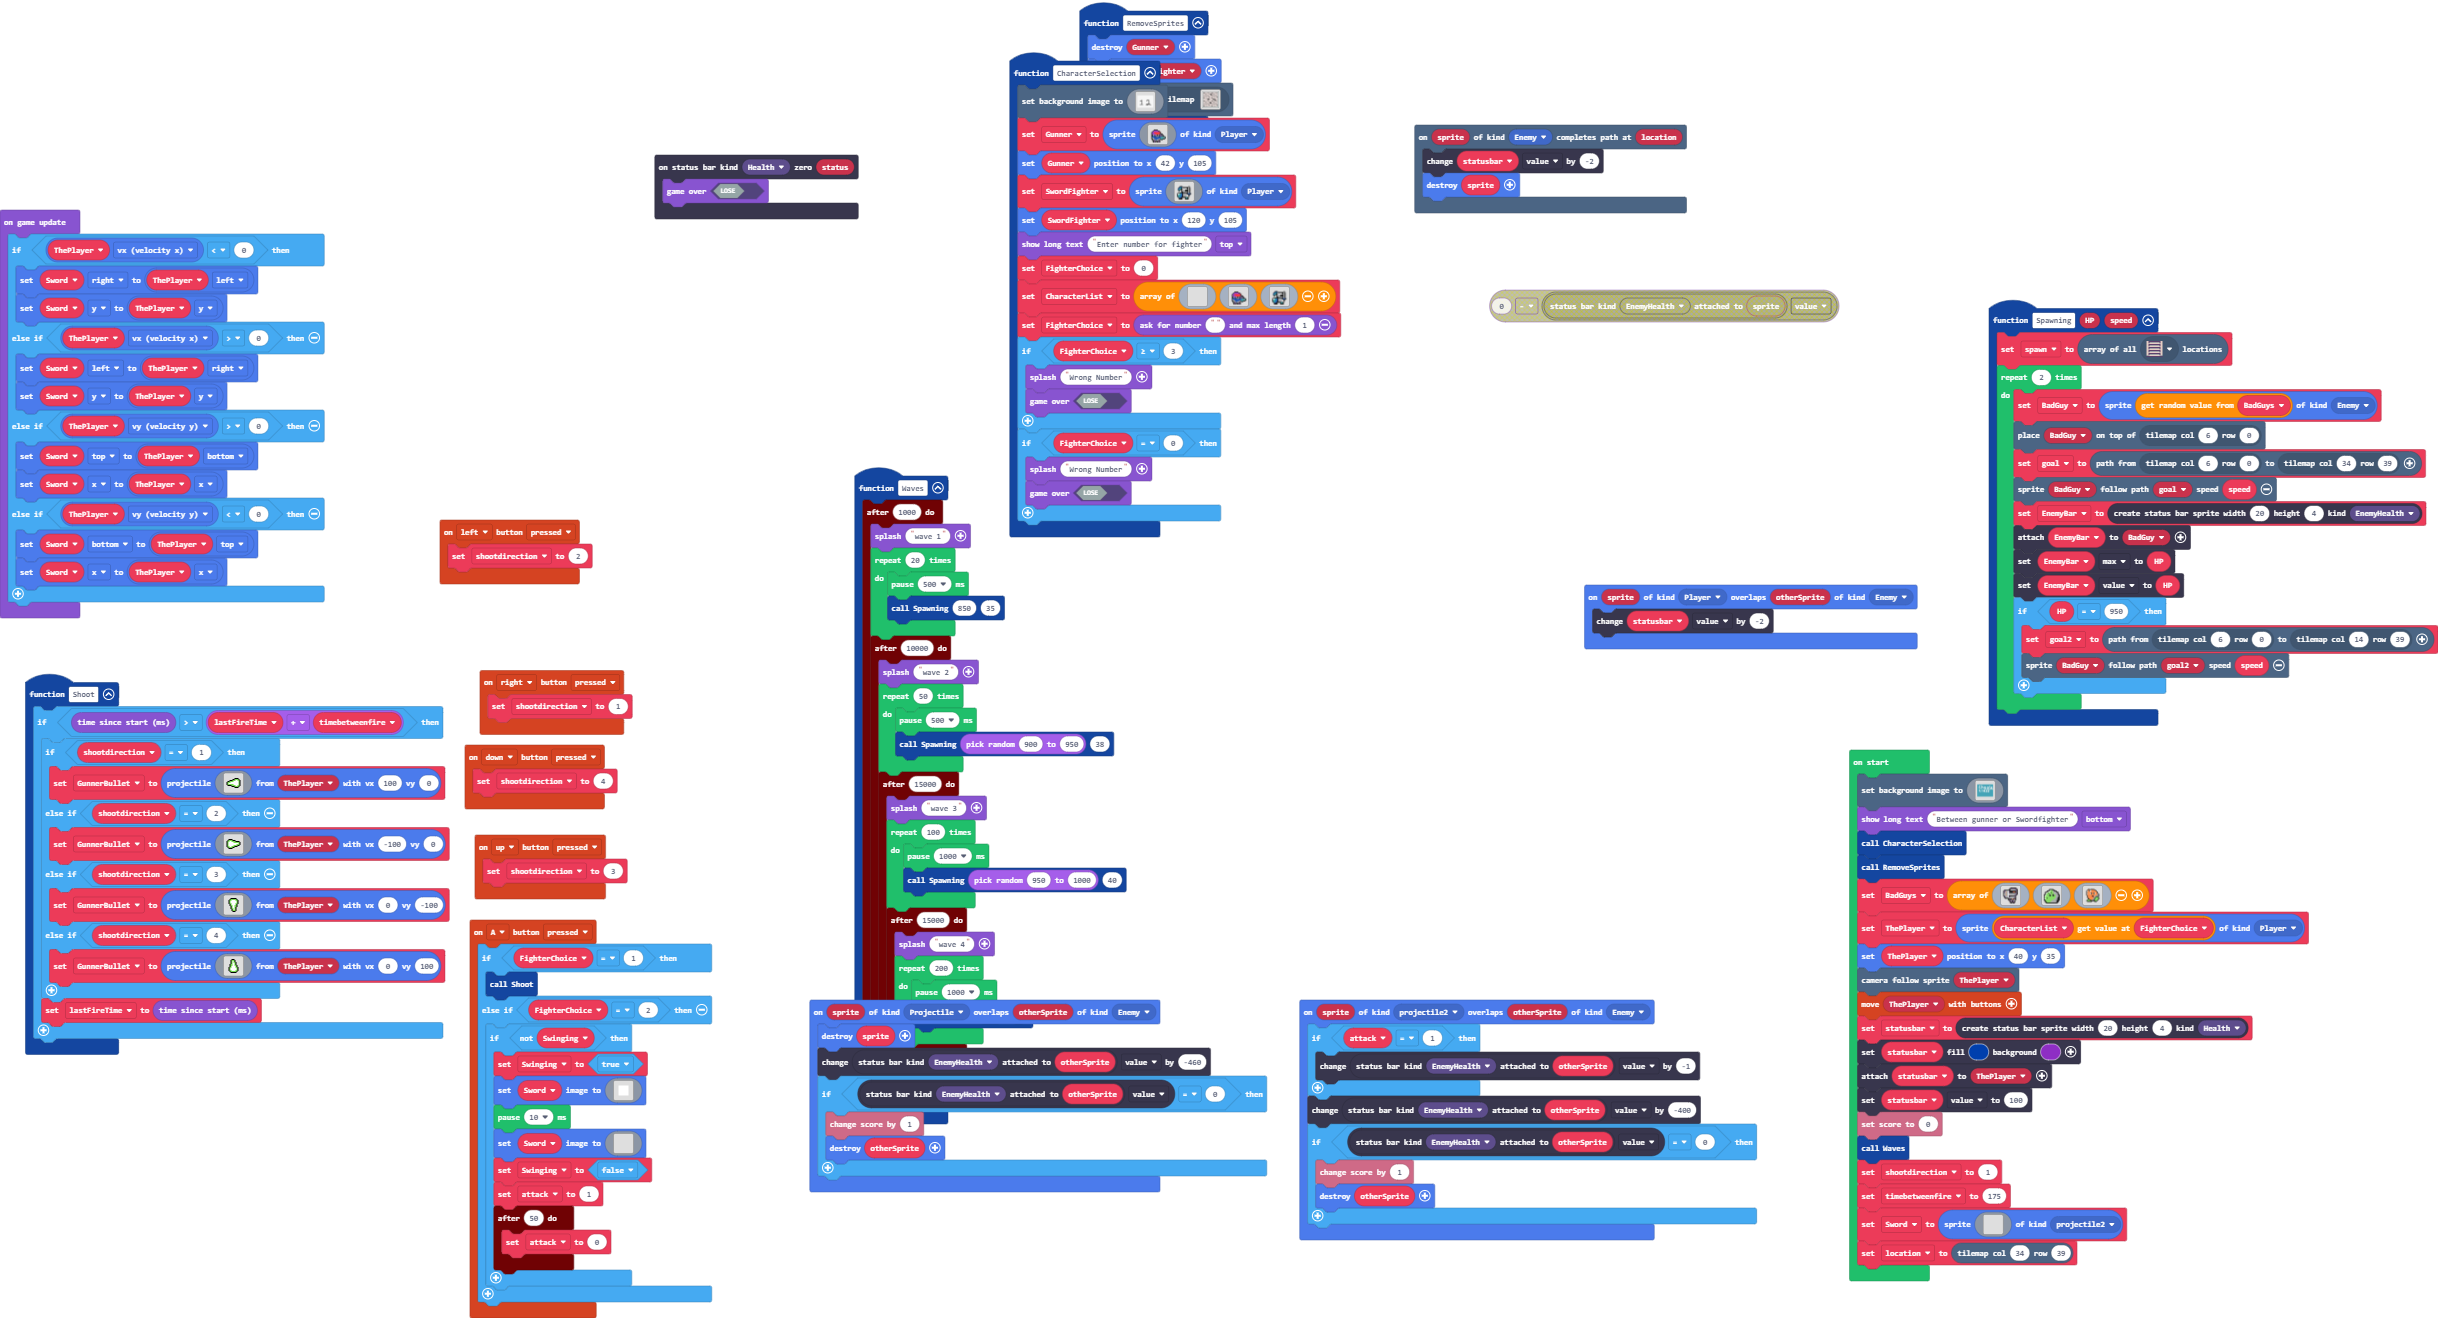 function RemoveSprites
destroy Gunner
ighter
ilemap
function CharacterSelection
set background image to
set Gunner to sprite of kind Player
set Gunner position to x 42 y 105
set SwordFighter to sprite of kind Player
set SwordFighter position to x 120 y 105
show long text "Enter number for fighter" top
set FighterChoice to 0
set CharacterList to array of
set FighterChoice to ask for number "" and max length 1
if FighterChoice ≥ 3 then
splash "Wrong Number"
game over LOSE
if FighterChoice = 0 then
splash "Wrong Number"
game over LOSE
on status bar kind Health zero status
game over LOSE
on sprite of kind Enemy completes path at location
change statusbar value by -2
destroy sprite
0 - status bar kind EnemyHealth attached to sprite value
on game update
if ThePlayer vx (velocity x) < 0 then
set Sword right to ThePlayer left
set Sword y to ThePlayer y
else if ThePlayer vx (velocity x) > 0 then
set Sword left to ThePlayer right
set Sword y to ThePlayer y
else if ThePlayer vy (velocity y) > 0 then
set Sword top to ThePlayer bottom
set Sword x to ThePlayer x
else if ThePlayer vy (velocity y) < 0 then
set Sword bottom to ThePlayer top
set Sword x to ThePlayer x
function Spawning HP speed
set spawn to array of all locations
repeat 2 times
do
set BadGuy to sprite get random value from BadGuys of kind Enemy
place BadGuy on top of tilemap col 6 row 0
set goal to path from tilemap col 6 row 0 to tilemap col 34 row 39
sprite BadGuy follow path goal speed speed
set EnemyBar to create status bar sprite width 20 height 4 kind EnemyHealth
attach EnemyBar to BadGuy
set EnemyBar max to HP
set EnemyBar value to HP
if HP = 950 then
set goal2 to path from tilemap col 6 row 0 to tilemap col 14 row 39
sprite BadGuy follow path goal2 speed speed
on left button pressed
set shootdirection to 2
on right button pressed
set shootdirection to 1
on down button pressed
set shootdirection to 4
on up button pressed
set shootdirection to 3
function Waves
after 1000 do
splash "wave 1"
repeat 20 times
do pause 500 ms
call Spawning 850 35
after 10000 do
splash "wave 2"
repeat 50 times
do pause 500 ms
call Spawning pick random 900 to 950 38
after 15000 do
splash "wave 3"
repeat 100 times
do pause 1000 ms
call Spawning pick random 950 to 1000 40
after 15000 do
splash "wave 4"
repeat 200 times
do pause 1000 ms
on sprite of kind Player overlaps otherSprite of kind Enemy
change statusbar value by -2
function Shoot
if time since start (ms) > lastFireTime + timebetweenfire then
if shootdirection = 1 then
set GunnerBullet to projectile from ThePlayer with vx 100 vy 0
else if shootdirection = 2 then
set GunnerBullet to projectile from ThePlayer with vx -100 vy 0
else if shootdirection = 3 then
set GunnerBullet to projectile from ThePlayer with vx 0 vy -100
else if shootdirection = 4 then
set GunnerBullet to projectile from ThePlayer with vx 0 vy 100
set lastFireTime to time since start (ms)
on A button pressed
if FighterChoice = 1 then
call Shoot
else if FighterChoice = 2 then
if not Swinging then
set Swinging to true
set Sword image to
pause 10 ms
set Sword image to
set Swinging to false
set attack to 1
after 50 do
set attack to 0
on sprite of kind Projectile overlaps otherSprite of kind Enemy
destroy sprite
change status bar kind EnemyHealth attached to otherSprite value by -460
if status bar kind EnemyHealth attached to otherSprite value = 0 then
change score by 1
destroy otherSprite
on sprite of kind projectile2 overlaps otherSprite of kind Enemy
if attack = 1 then
change status bar kind EnemyHealth attached to otherSprite value by -1
change status bar kind EnemyHealth attached to otherSprite value by -400
if status bar kind EnemyHealth attached to otherSprite value = 0 then
change score by 1
destroy otherSprite
on start
set background image to
show long text "Between gunner or Swordfighter" bottom
call CharacterSelection
call RemoveSprites
set BadGuys to array of
set ThePlayer to sprite CharacterList get value at FighterChoice of kind Player
set ThePlayer position to x 40 y 35
camera follow sprite ThePlayer
move ThePlayer with buttons
set statusbar to create status bar sprite width 20 height 4 kind Health
set statusbar fill background
attach statusbar to ThePlayer
set statusbar value to 100
set score to 0
call Waves
set shootdirection to 1
set timebetweenfire to 175
set Sword to sprite of kind projectile2
set location to tilemap col 34 row 39